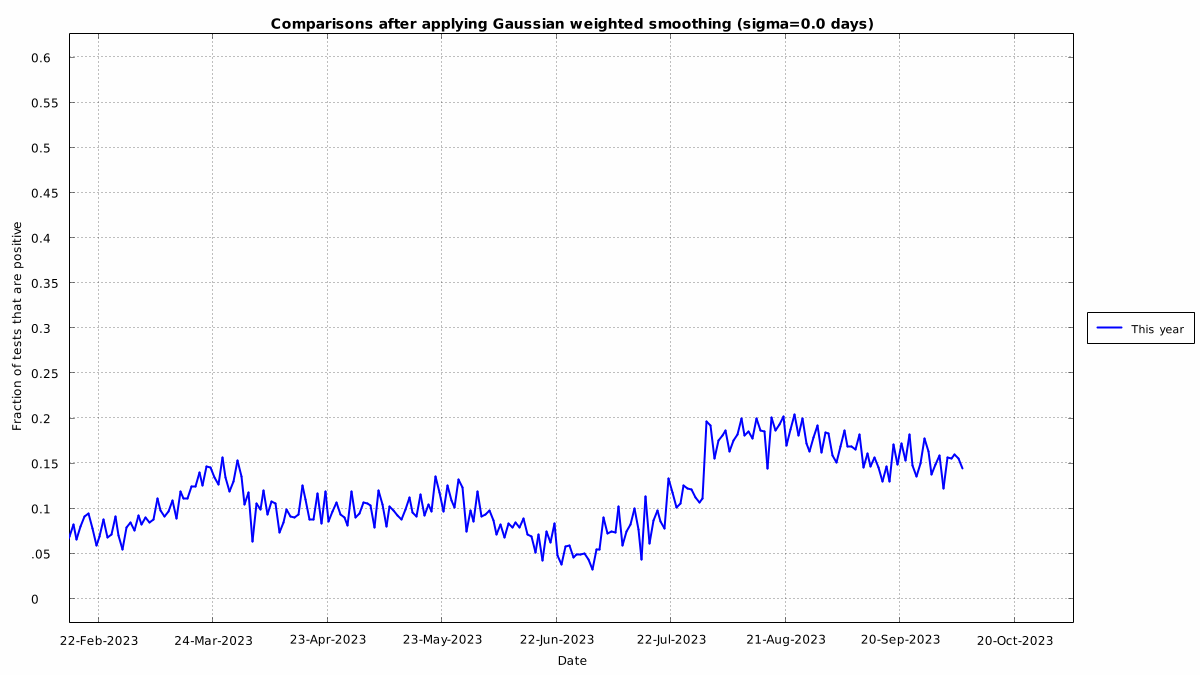 Comparisons after applying Gaussian weighted smoothing (sigma=0.0 days)
0.6
0.55
0.5
0.45
0.4
0.35
0.3
0.25
0.2
0.15
0.1
.05
0
Fraction of tests that are positive
This year
22-Feb-2023 24-Mar-2023 23-Apr-2023 23-May-2023 22-Jun-2023 22-Jul-2023 21-Aug-2023 20-Sep-2023 20-Oct-2023
Date